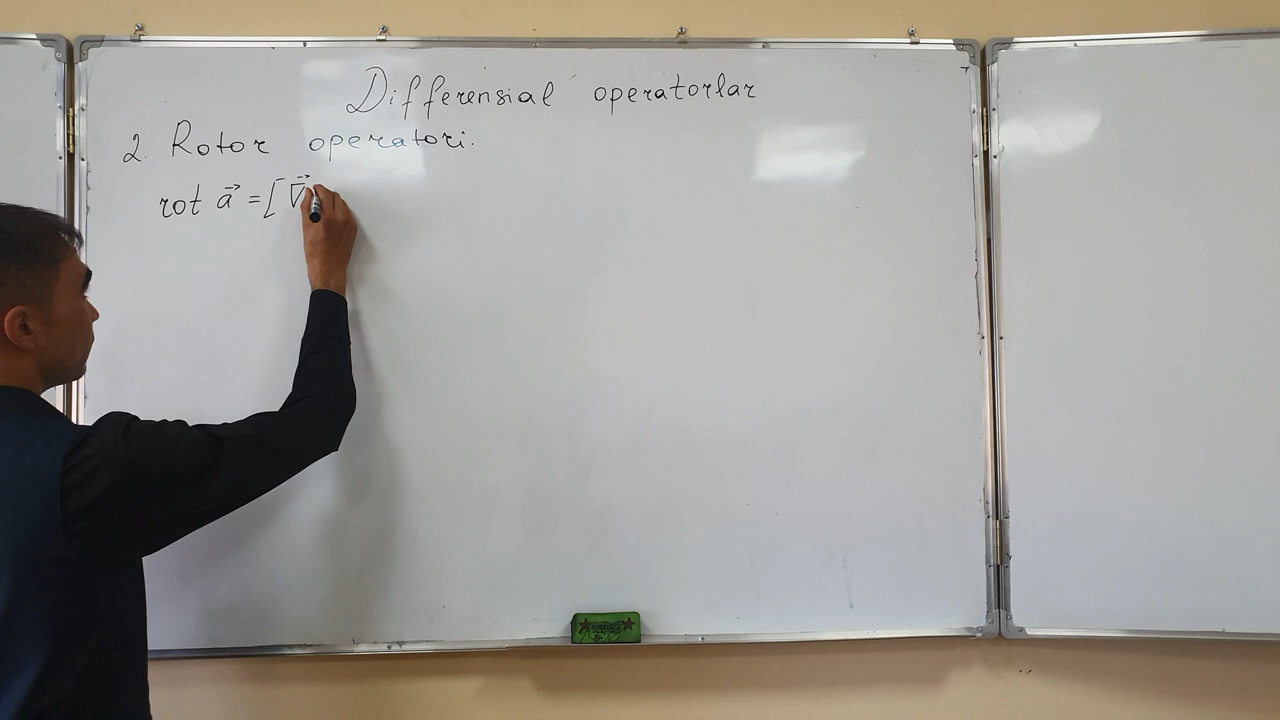 Differensial operatorlar
2. Rotor operatori.
rot a⃗ = [ ∇⃗